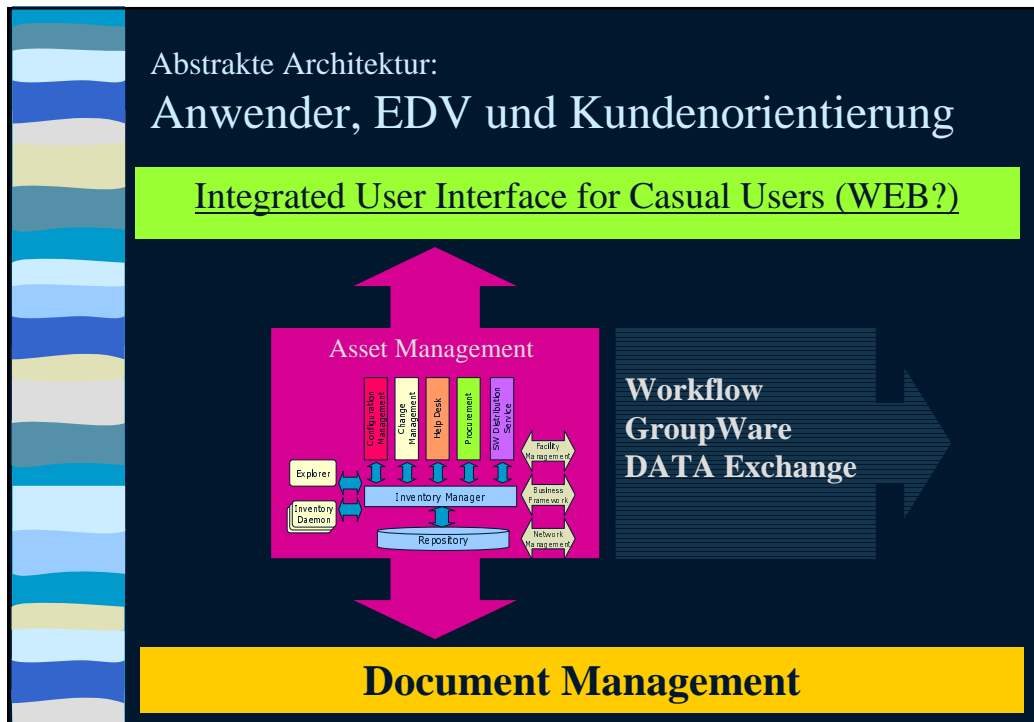 Abstrakte Architektur:
Anwender, EDV und Kundenorientierung
Integrated User Interface for Casual Users (WEB?)
Asset Management
Configuration
Management
Change
Management
Help Desk
Procurement
SW Distribution
Service
Facility
Management
Explorer
Inventory Manager
Business
Framework
Inventory
Daemon
Network
Management
Repository
Workflow
GroupWare
DATA Exchange
Document Management